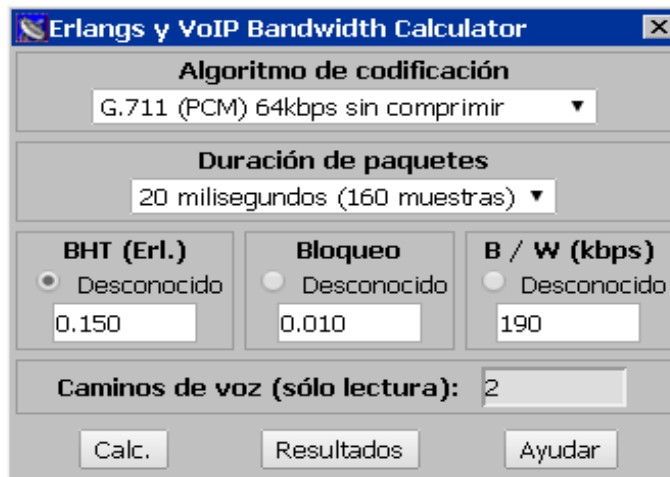 Erlangs y VoIP Bandwidth Calculator
Algoritmo de codificación
G.711 (PCM) 64kbps sin comprimir
Duración de paquetes
20 milisegundos (160 muestras)
BHT (Erl.) Bloqueo B / W (kbps)
Desconocido Desconocido Desconocido
0.150 0.010 190
Caminos de voz (sólo lectura): 2
Calc. Resultados Ayudar